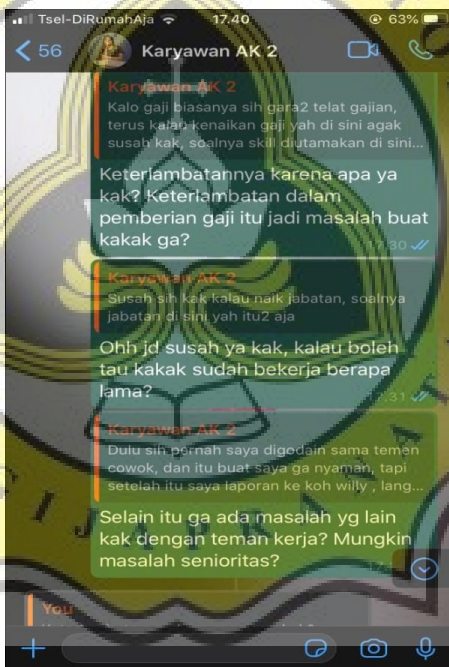 Tsel-DiRumahAja 17.40 63%
56 Karyawan AK 2
Karyawan AK 2
Kalo gaji biasanya sih gara2 telat gajian,
terus kalau kenaikan gaji yah di sini agak
susah kak, soalnya skill diutamakan di sini...
Keterlambatannya karena apa ya
kak? Keterlambatan dalam
pemberian gaji itu jadi masalah buat
kakak ga?
17.30
Karyawan AK 2
Susah sih kak kalau naik jabatan, soalnya
jabatan di sini yah itu2 aja
Ohh jd susah ya kak, kalau boleh
tau kakak sudah bekerja berapa
lama?
17.31
Karyawan AK 2
Dulu sih pernah saya digodain sama temen
cowok, dan itu buat saya ga nyaman, tapi
setelah itu saya laporan ke koh willy , lang...
Selain itu ga ada masalah yg lain
kak dengan teman kerja? Mungkin
masalah senioritas?
You